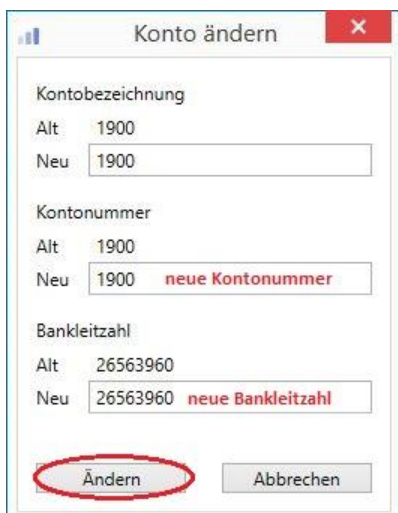 Konto ändern
Kontobezeichnung
Alt 1900
Neu 1900
Kontonummer
Alt 1900
Neu 1900 neue Kontonummer
Bankleitzahl
Alt 26563960
Neu 26563960 neue Bankleitzahl
Ändern Abbrechen